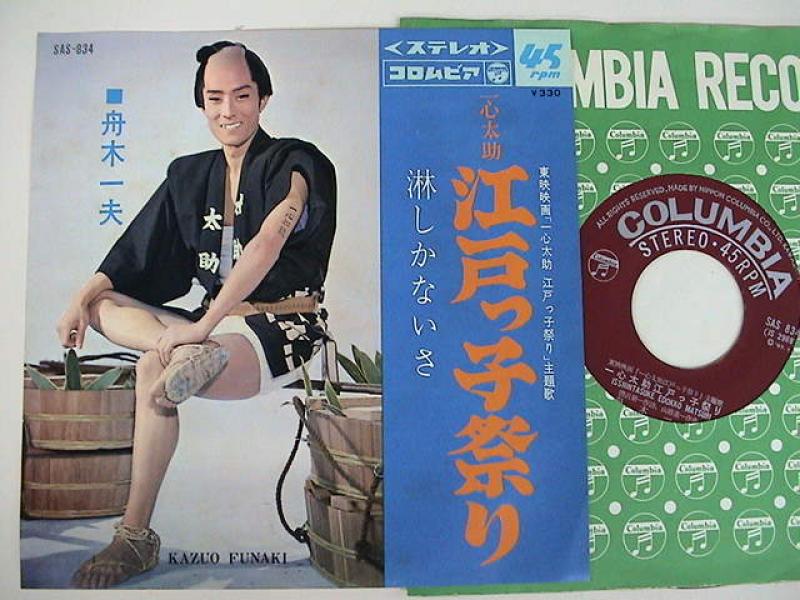 SAS-834
■舟木一夫
太助
KAZUO FUNAKI
<ステレオ>
コロムビア
45
rpm
¥330
一心太助
江戸っ子祭り
淋しかないさ
東映映画「一心太助 江戸っ子祭り」主題歌
MBIA RECO
Columbia
ALL RIGHTS RESERVED, MADE BY NIPPON COLUMBIA CO., LTD.
COLUMBIA
STEREO・45RPM
Columbia
SAS 834
一心太助江戸っ子祭り
ISSHINTASUKE EDOKKO MATSURI